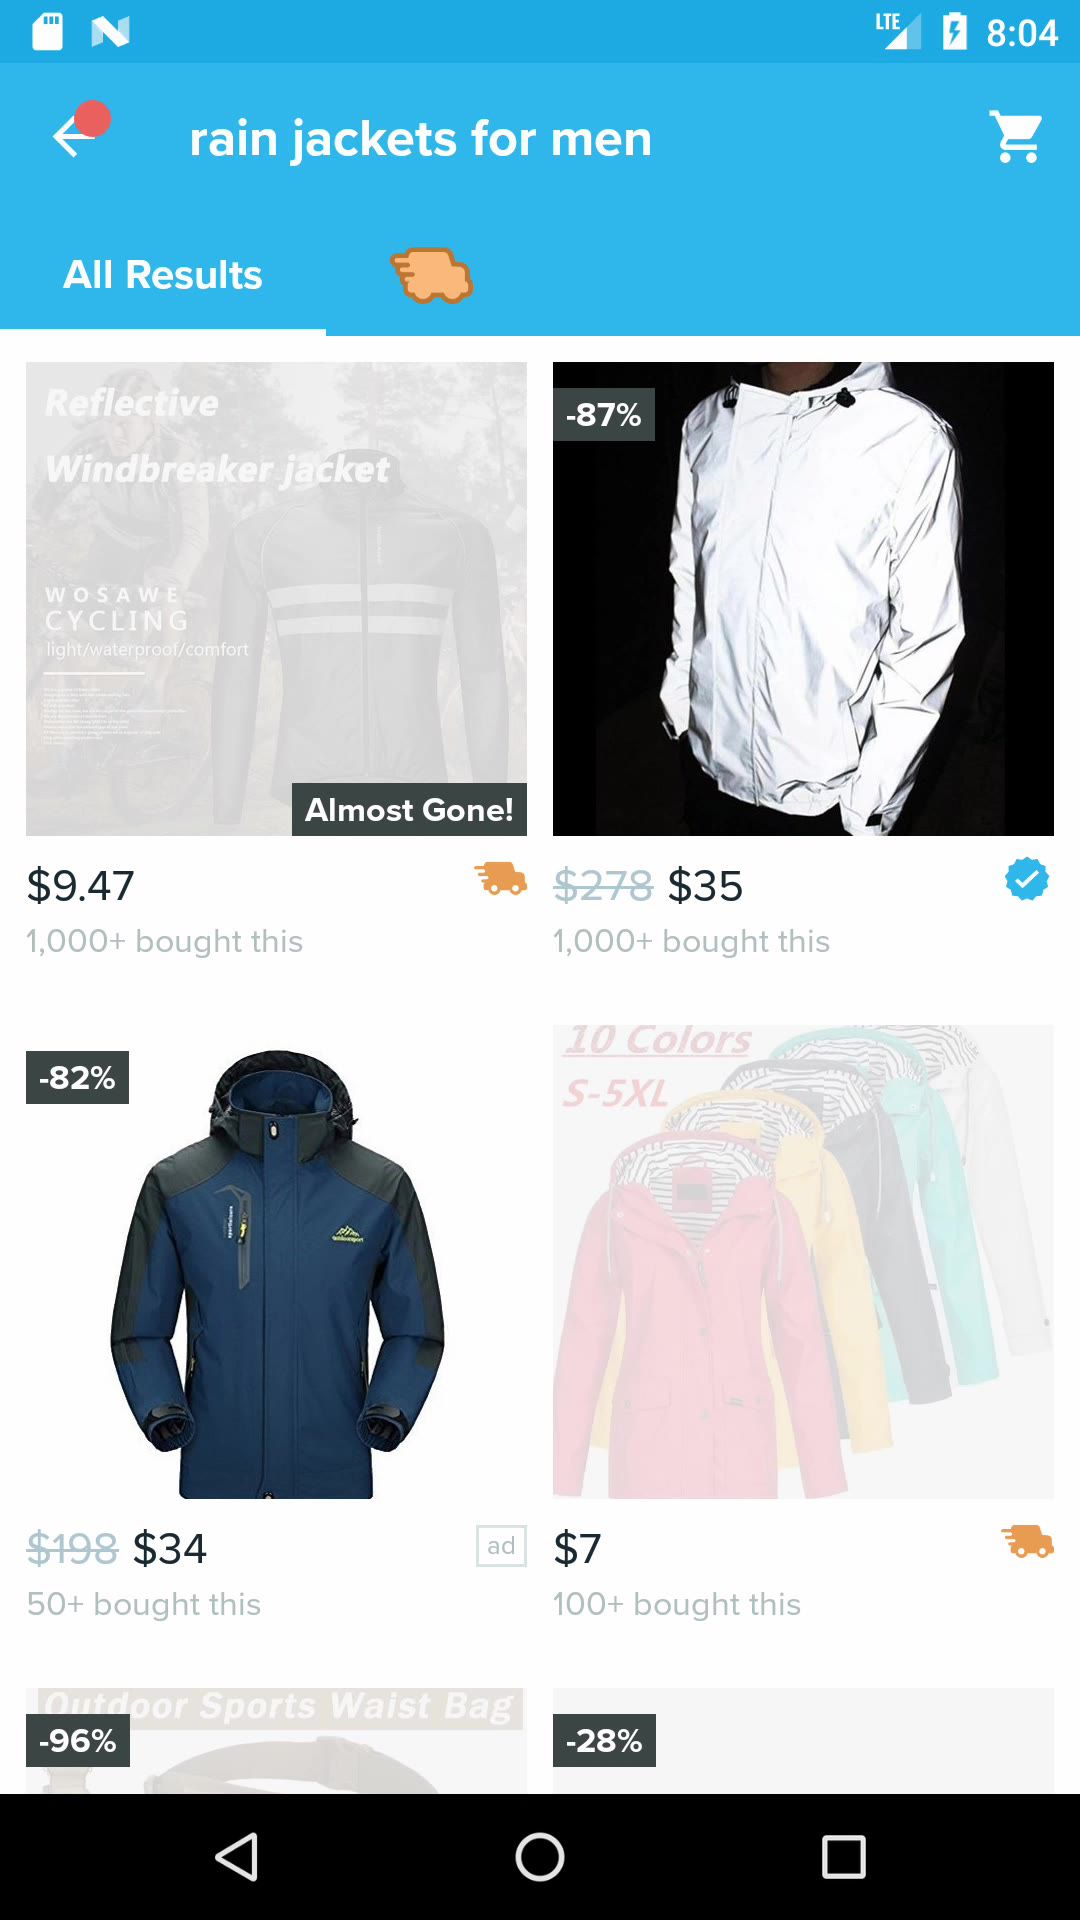 LTE 8:04
rain jackets for men
All Results
Reflective
Windbreaker jacket
WOSAWE
CYCLING
light/waterproof/comfort
Almost Gone!
-87%
$9.47
1,000+ bought this
$278 $35
1,000+ bought this
-82%
Outdoorsport
$198 $34
ad
50+ bought this
10 Colors
S-5XL
$7
100+ bought this
Outdoor Sports Waist Bag
-96%
-28%